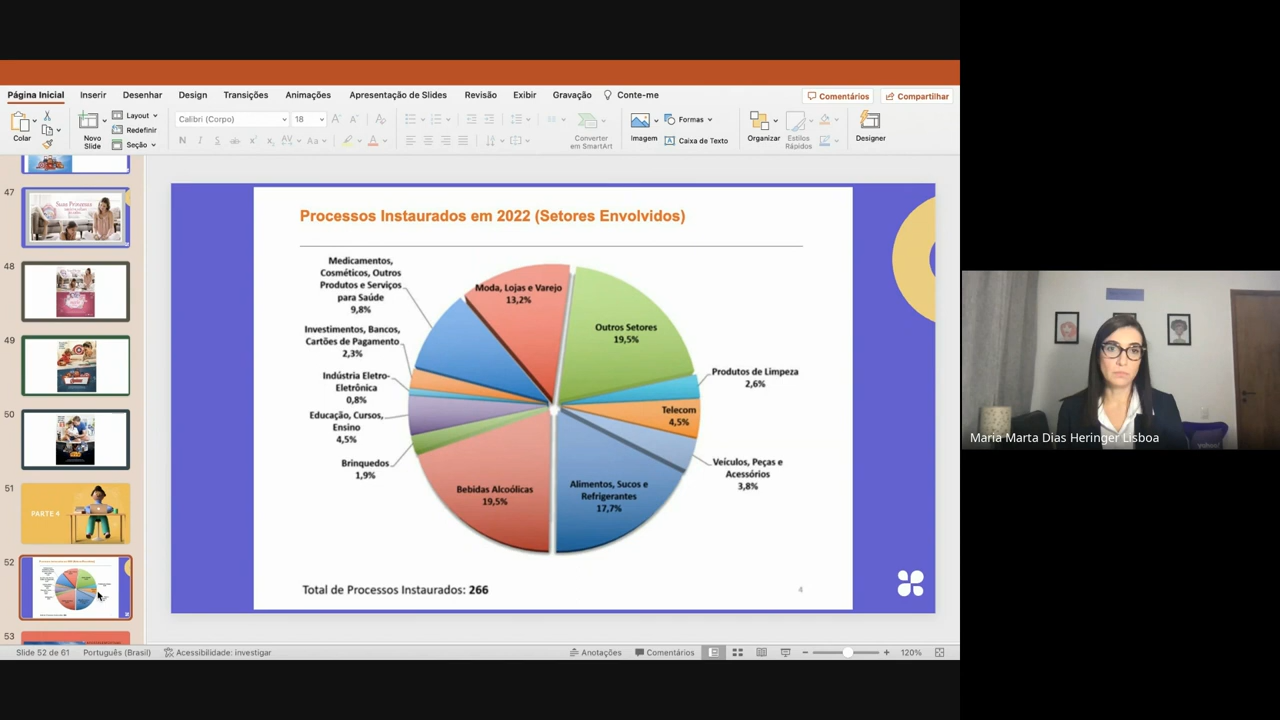 Página Inicial Inserir Desenhar Design Transições Animações Apresentação de Slides Revisão Exibir Gravação Conte-me Comentários Compartilhar
Colar
Novo
Slide
Layout
Redefinir
Seção
Calibri (Corpo) 18
Converter
em SmartArt
Imagem
Formas
Caixa de Texto
Organizar
Estilos
Rápidos
Designer
47
48
49
50
51
PARTE 4
52
53
Processos Instaurados em 2022 (Setores Envolvidos)
Medicamentos,
Cosméticos, Outros
Produtos e Serviços
para Saúde
9,8%
Moda, Lojas e Varejo
13,2%
Outros Setores
19,5%
Investimentos, Bancos,
Cartões de Pagamento
2,3%
Produtos de Limpeza
2,6%
Indústria Eletro-
Eletrônica
0,8%
Telecom
4,5%
Educação, Cursos,
Ensino
4,5%
Veículos, Peças e
Acessórios
3,8%
Brinquedos
1,9%
Bebidas Alcoólicas
19,5%
Alimentos, Sucos e
Refrigerantes
17,7%
Total de Processos Instaurados: 266
4
Slide 52 de 61 Português (Brasil) Acessibilidade: investigar Anotações Comentários 120%
Maria Marta Dias Heringer Lisboa